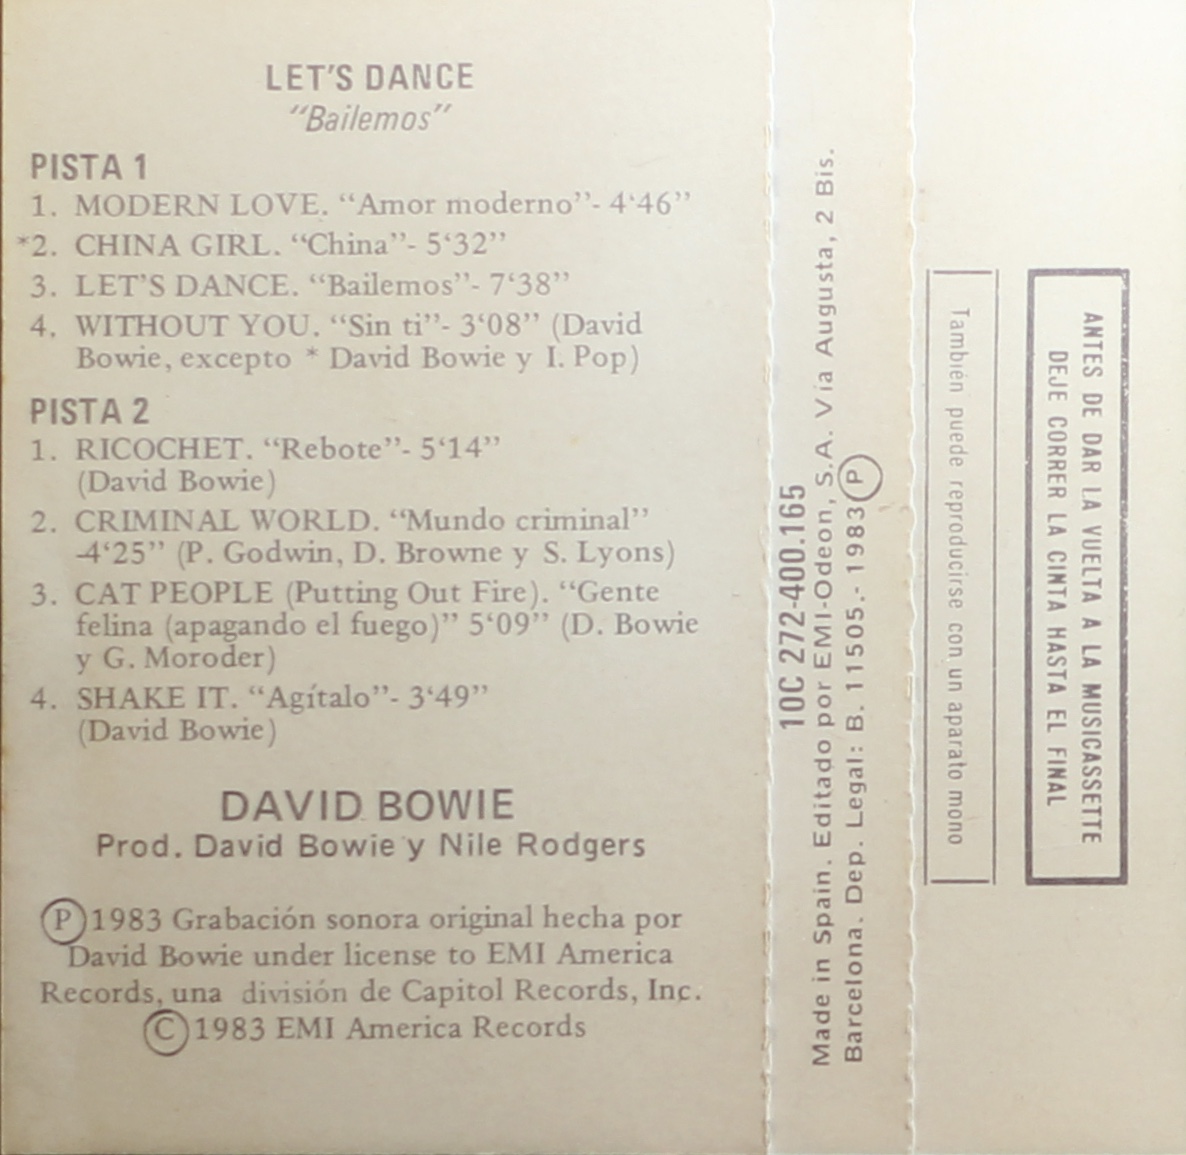 LET'S DANCE
"Bailemos"
PISTA 1
1. MODERN LOVE. "Amor moderno"- 4'46"
*2. CHINA GIRL. "China"- 5'32"
3. LET'S DANCE. "Bailemos"- 7'38"
4. WITHOUT YOU. "Sin ti"- 3'08" (David
Bowie, excepto * David Bowie y I. Pop)
PISTA 2
1. RICOCHET. "Rebote"- 5'14"
(David Bowie)
2. CRIMINAL WORLD. "Mundo criminal"
-4'25" (P. Godwin, D. Browne y S. Lyons)
3. CAT PEOPLE (Putting Out Fire). "Gente
felina (apagando el fuego)" 5'09" (D. Bowie
y G. Moroder)
4. SHAKE IT. "Agítalo"- 3'49"
(David Bowie)
DAVID BOWIE
Prod. David Bowie y Nile Rodgers
Ⓟ 1983 Grabación sonora original hecha por
David Bowie under license to EMI America
Records, una división de Capitol Records, Inc.
© 1983 EMI America Records
10C 272-400.165
Made in Spain. Editado por EMI-Odeon, S.A. Vía Augusta, 2 Bis.
Barcelona. Dep. Legal: B. 11505.- 1983 Ⓟ
También puede reproducirse con un aparato mono
ANTES DE DAR LA VUELTA A LA MUSICASSETTE
DEJE CORRER LA CINTA HASTA EL FINAL